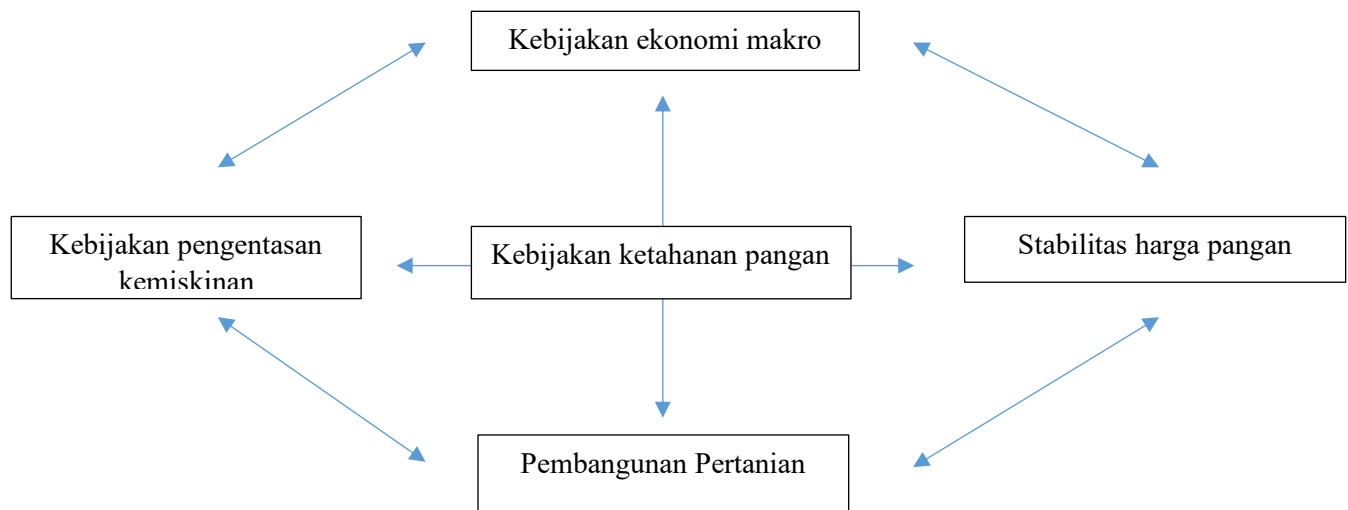 Kebijakan ekonomi makro
Kebijakan pengentasan
kemiskinan
Kebijakan ketahanan pangan
Stabilitas harga pangan
Pembangunan Pertanian